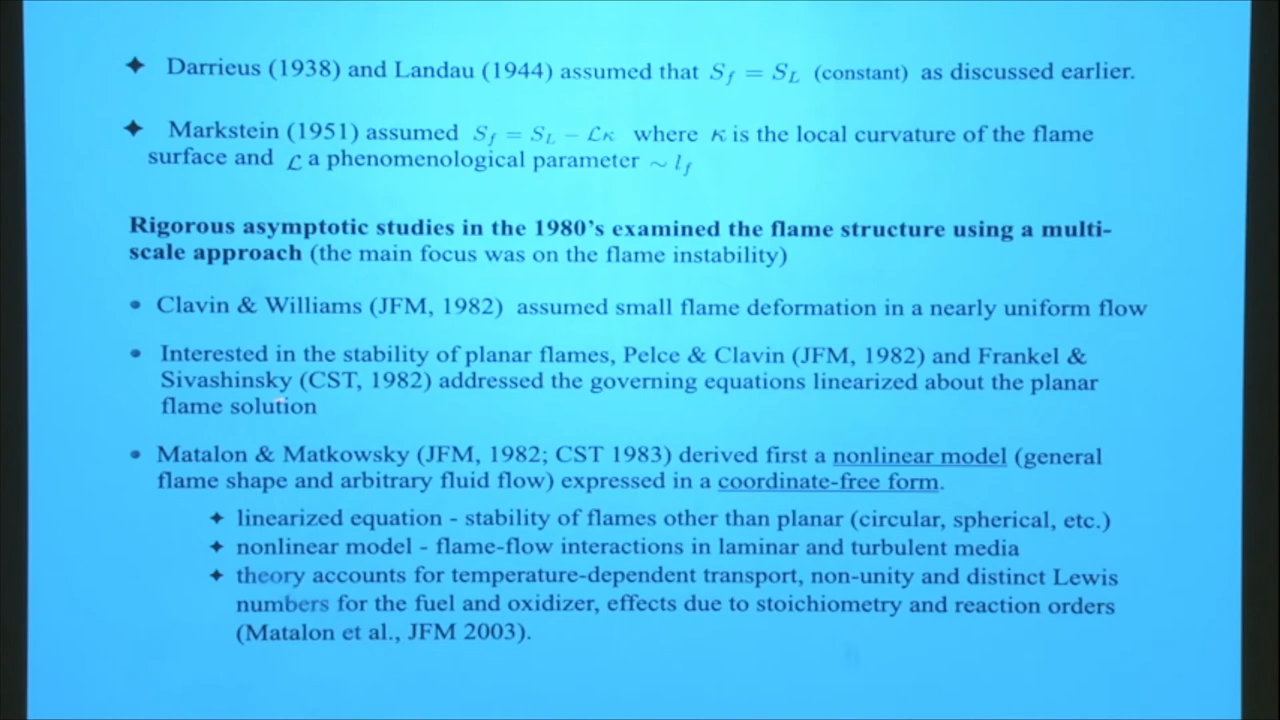 ✦ Darrieus (1938) and Landau (1944) assumed that S_f = S_L (constant) as discussed earlier.
✦ Markstein (1951) assumed S_f = S_L − ℒκ where κ is the local curvature of the flame
surface and ℒ a phenomenological parameter ∼ l_f
Rigorous asymptotic studies in the 1980's examined the flame structure using a multi-
scale approach (the main focus was on the flame instability)
• Clavin & Williams (JFM, 1982) assumed small flame deformation in a nearly uniform flow
• Interested in the stability of planar flames, Pelce & Clavin (JFM, 1982) and Frankel &
Sivashinsky (CST, 1982) addressed the governing equations linearized about the planar
flame solution
• Matalon & Matkowsky (JFM, 1982; CST 1983) derived first a nonlinear model (general
flame shape and arbitrary fluid flow) expressed in a coordinate-free form.
✦ linearized equation - stability of flames other than planar (circular, spherical, etc.)
✦ nonlinear model - flame-flow interactions in laminar and turbulent media
✦ theory accounts for temperature-dependent transport, non-unity and distinct Lewis
numbers for the fuel and oxidizer, effects due to stoichiometry and reaction orders
(Matalon et al., JFM 2003).